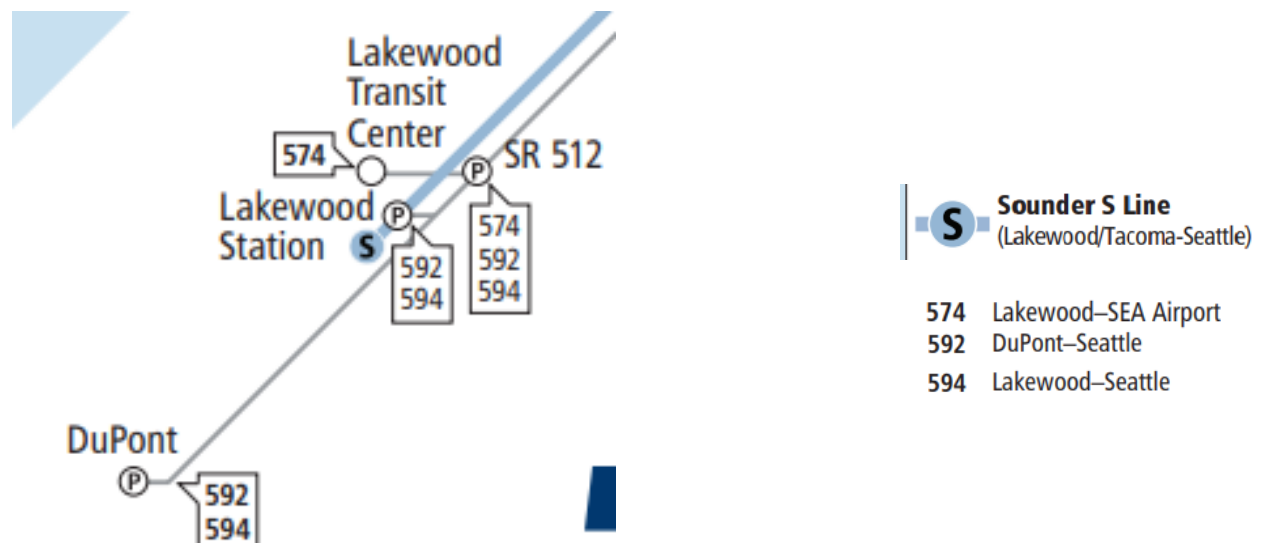 Lakewood
Transit
Center
574
SR 512
P
Lakewood
Station
P
S
574
592
594
592
594
DuPont
P
592
594
S
Sounder S Line
(Lakewood/Tacoma-Seattle)
574 Lakewood–SEA Airport
592 DuPont–Seattle
594 Lakewood–Seattle